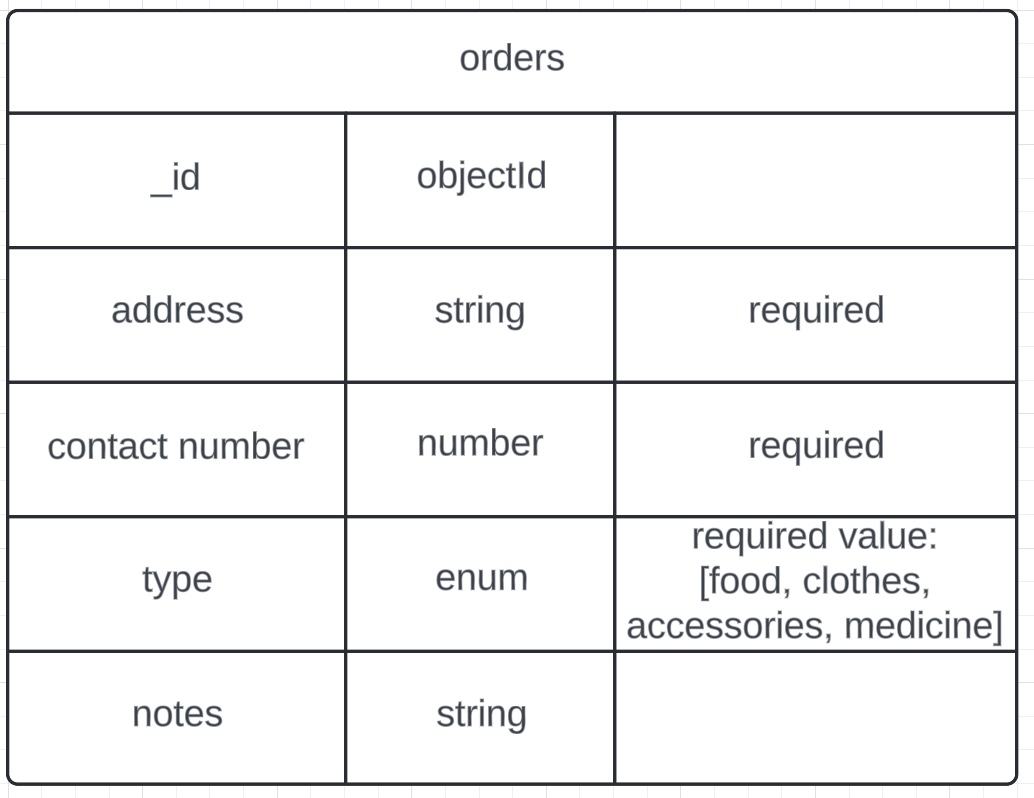 orders
_id objectId
address string required
contact number number required
type enum required value:
[food, clothes,
accessories, medicine]
notes string